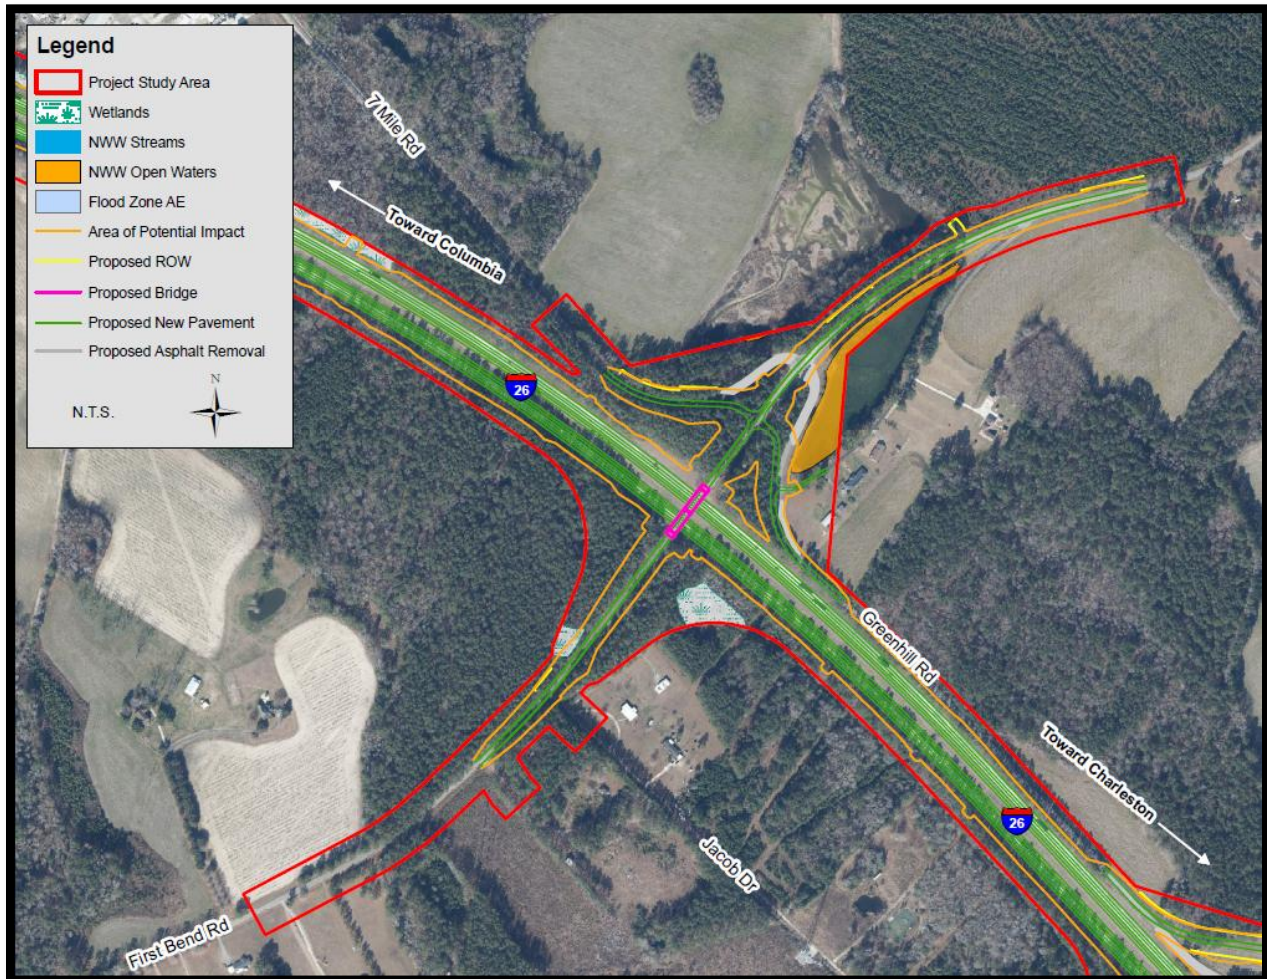 Legend
Project Study Area
Wetlands
NWW Streams
NWW Open Waters
Flood Zone AE
Area of Potential Impact
Proposed ROW
Proposed Bridge
Proposed New Pavement
Proposed Asphalt Removal
N
N.T.S.
7 Mile Rd
Toward Columbia
26
Greenhill Rd
Toward Charleston
26
Jacob Dr
First Bend Rd